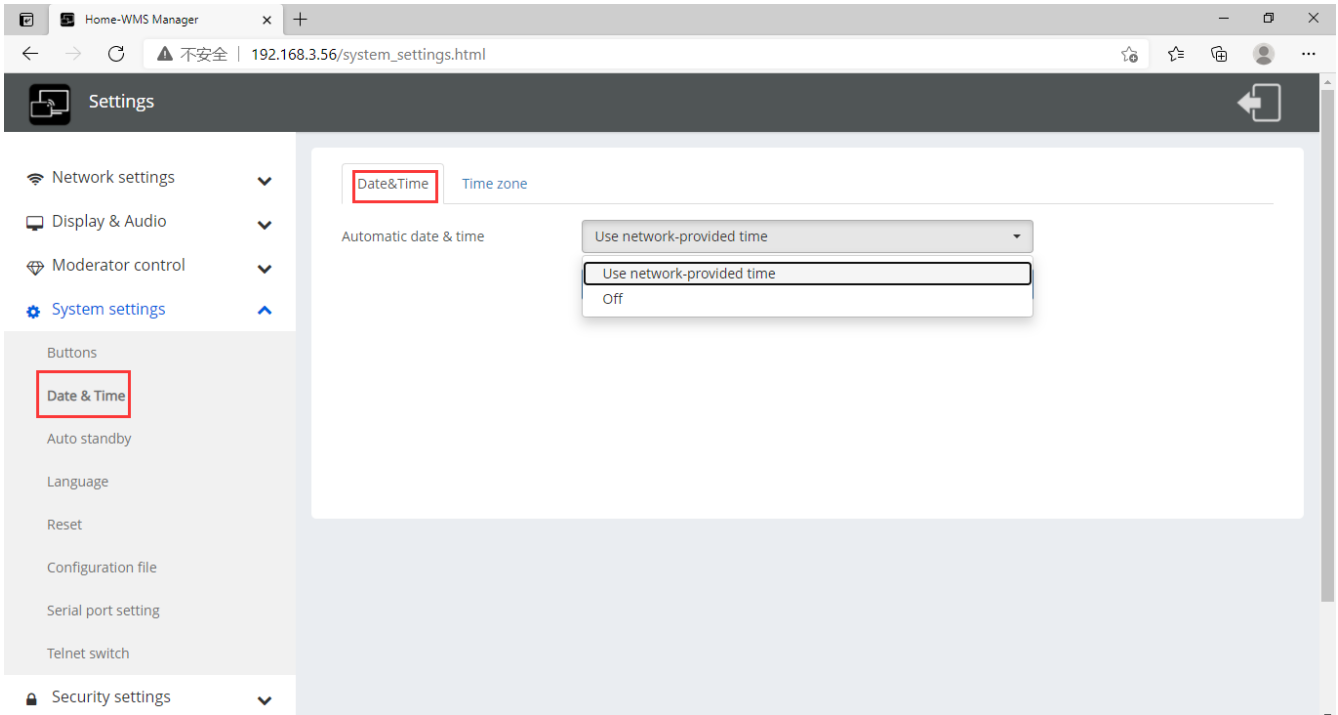 Home-WMS Manager
不安全 | 192.168.3.56/system_settings.html
Settings
Network settings
Display & Audio
Moderator control
System settings
Buttons
Date & Time
Auto standby
Language
Reset
Configuration file
Serial port setting
Telnet switch
Security settings
Date&Time Time zone
Automatic date & time Use network-provided time
Use network-provided time
Off